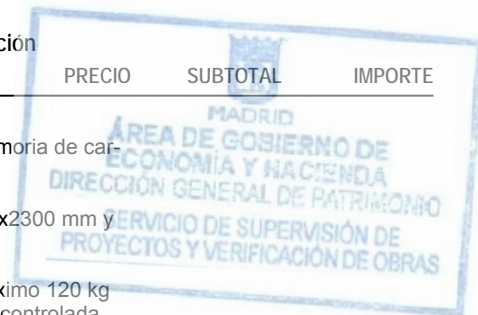 ción
PRECIO SUBTOTAL IMPORTE
MADRID
ÁREA DE GOBIERNO DE
moria de car-
ECONOMÍA Y HACIENDA
DIRECCIÓN GENERAL DE PATRIMONIO
x2300 mm y
SERVICIO DE SUPERVISIÓN DE
PROYECTOS Y VERIFICACIÓN DE OBRAS
ximo 120 kg
controlada